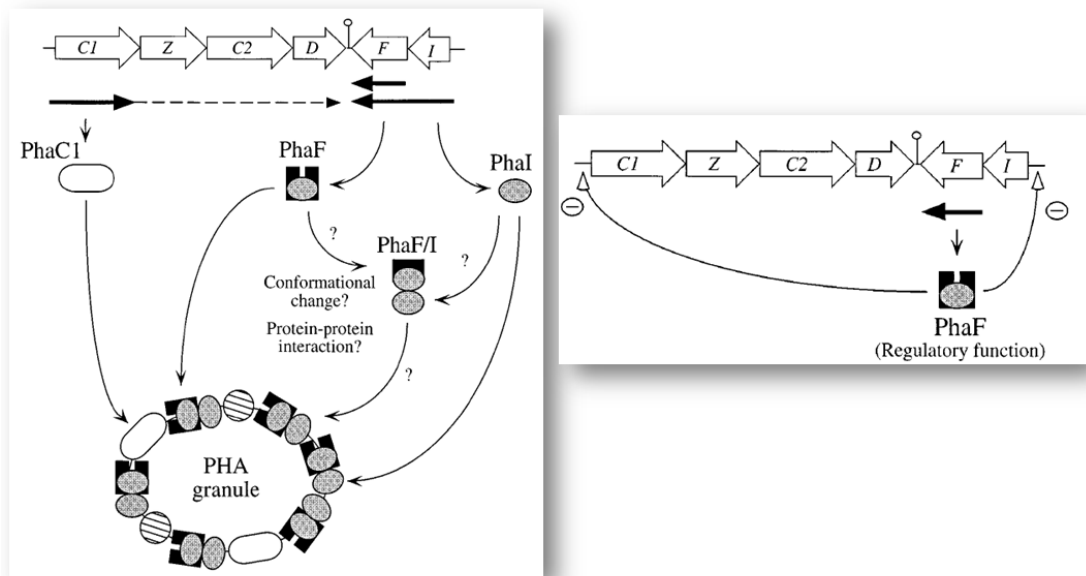 C1 Z C2 D F I
PhaC1
PhaF
PhaI
?
PhaF/I
?
Conformational
change?
Protein-protein
interaction?
?
PHA
granule
C1 Z C2 D F I
−
−
PhaF
(Regulatory function)